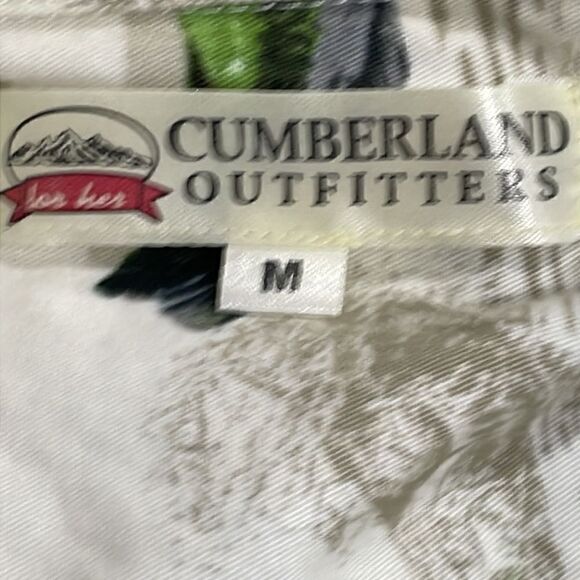 CUMBERLAND
OUTFITTERS
for her
M